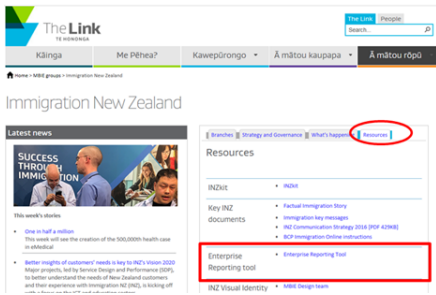 The Link
TE HONONGA
The Link People
Search...
Kāinga
Me Pēhea?
Kawepūrongo
Ā mātou kaupapa
Ā mātou rōpū
Home > MBIE groups > Immigration New Zealand
Immigration New Zealand
Latest news
SUCCESS
THROUGH
IMMIGRATION
This week's stories
One in half a million
This week will see the creation of the 500,000th health case
in eMedical
Better insights of customers' needs is key to INZ's Vision 2020
Major projects, led by Service Design and Performance (SDP),
to better understand the needs of New Zealand customers
and their experience with Immigration NZ (INZ), is kicking off
Branches
Strategy and Governance
What's happening
Resources
Resources
INZkit
INZkit
Key INZ
documents
Factual Immigration Story
Immigration key messages
INZ Communication Strategy 2016 [PDF 429KB]
BCP Immigration Online instructions
Enterprise
Reporting tool
Enterprise Reporting Tool
INZ Visual Identity
MBIE Design team